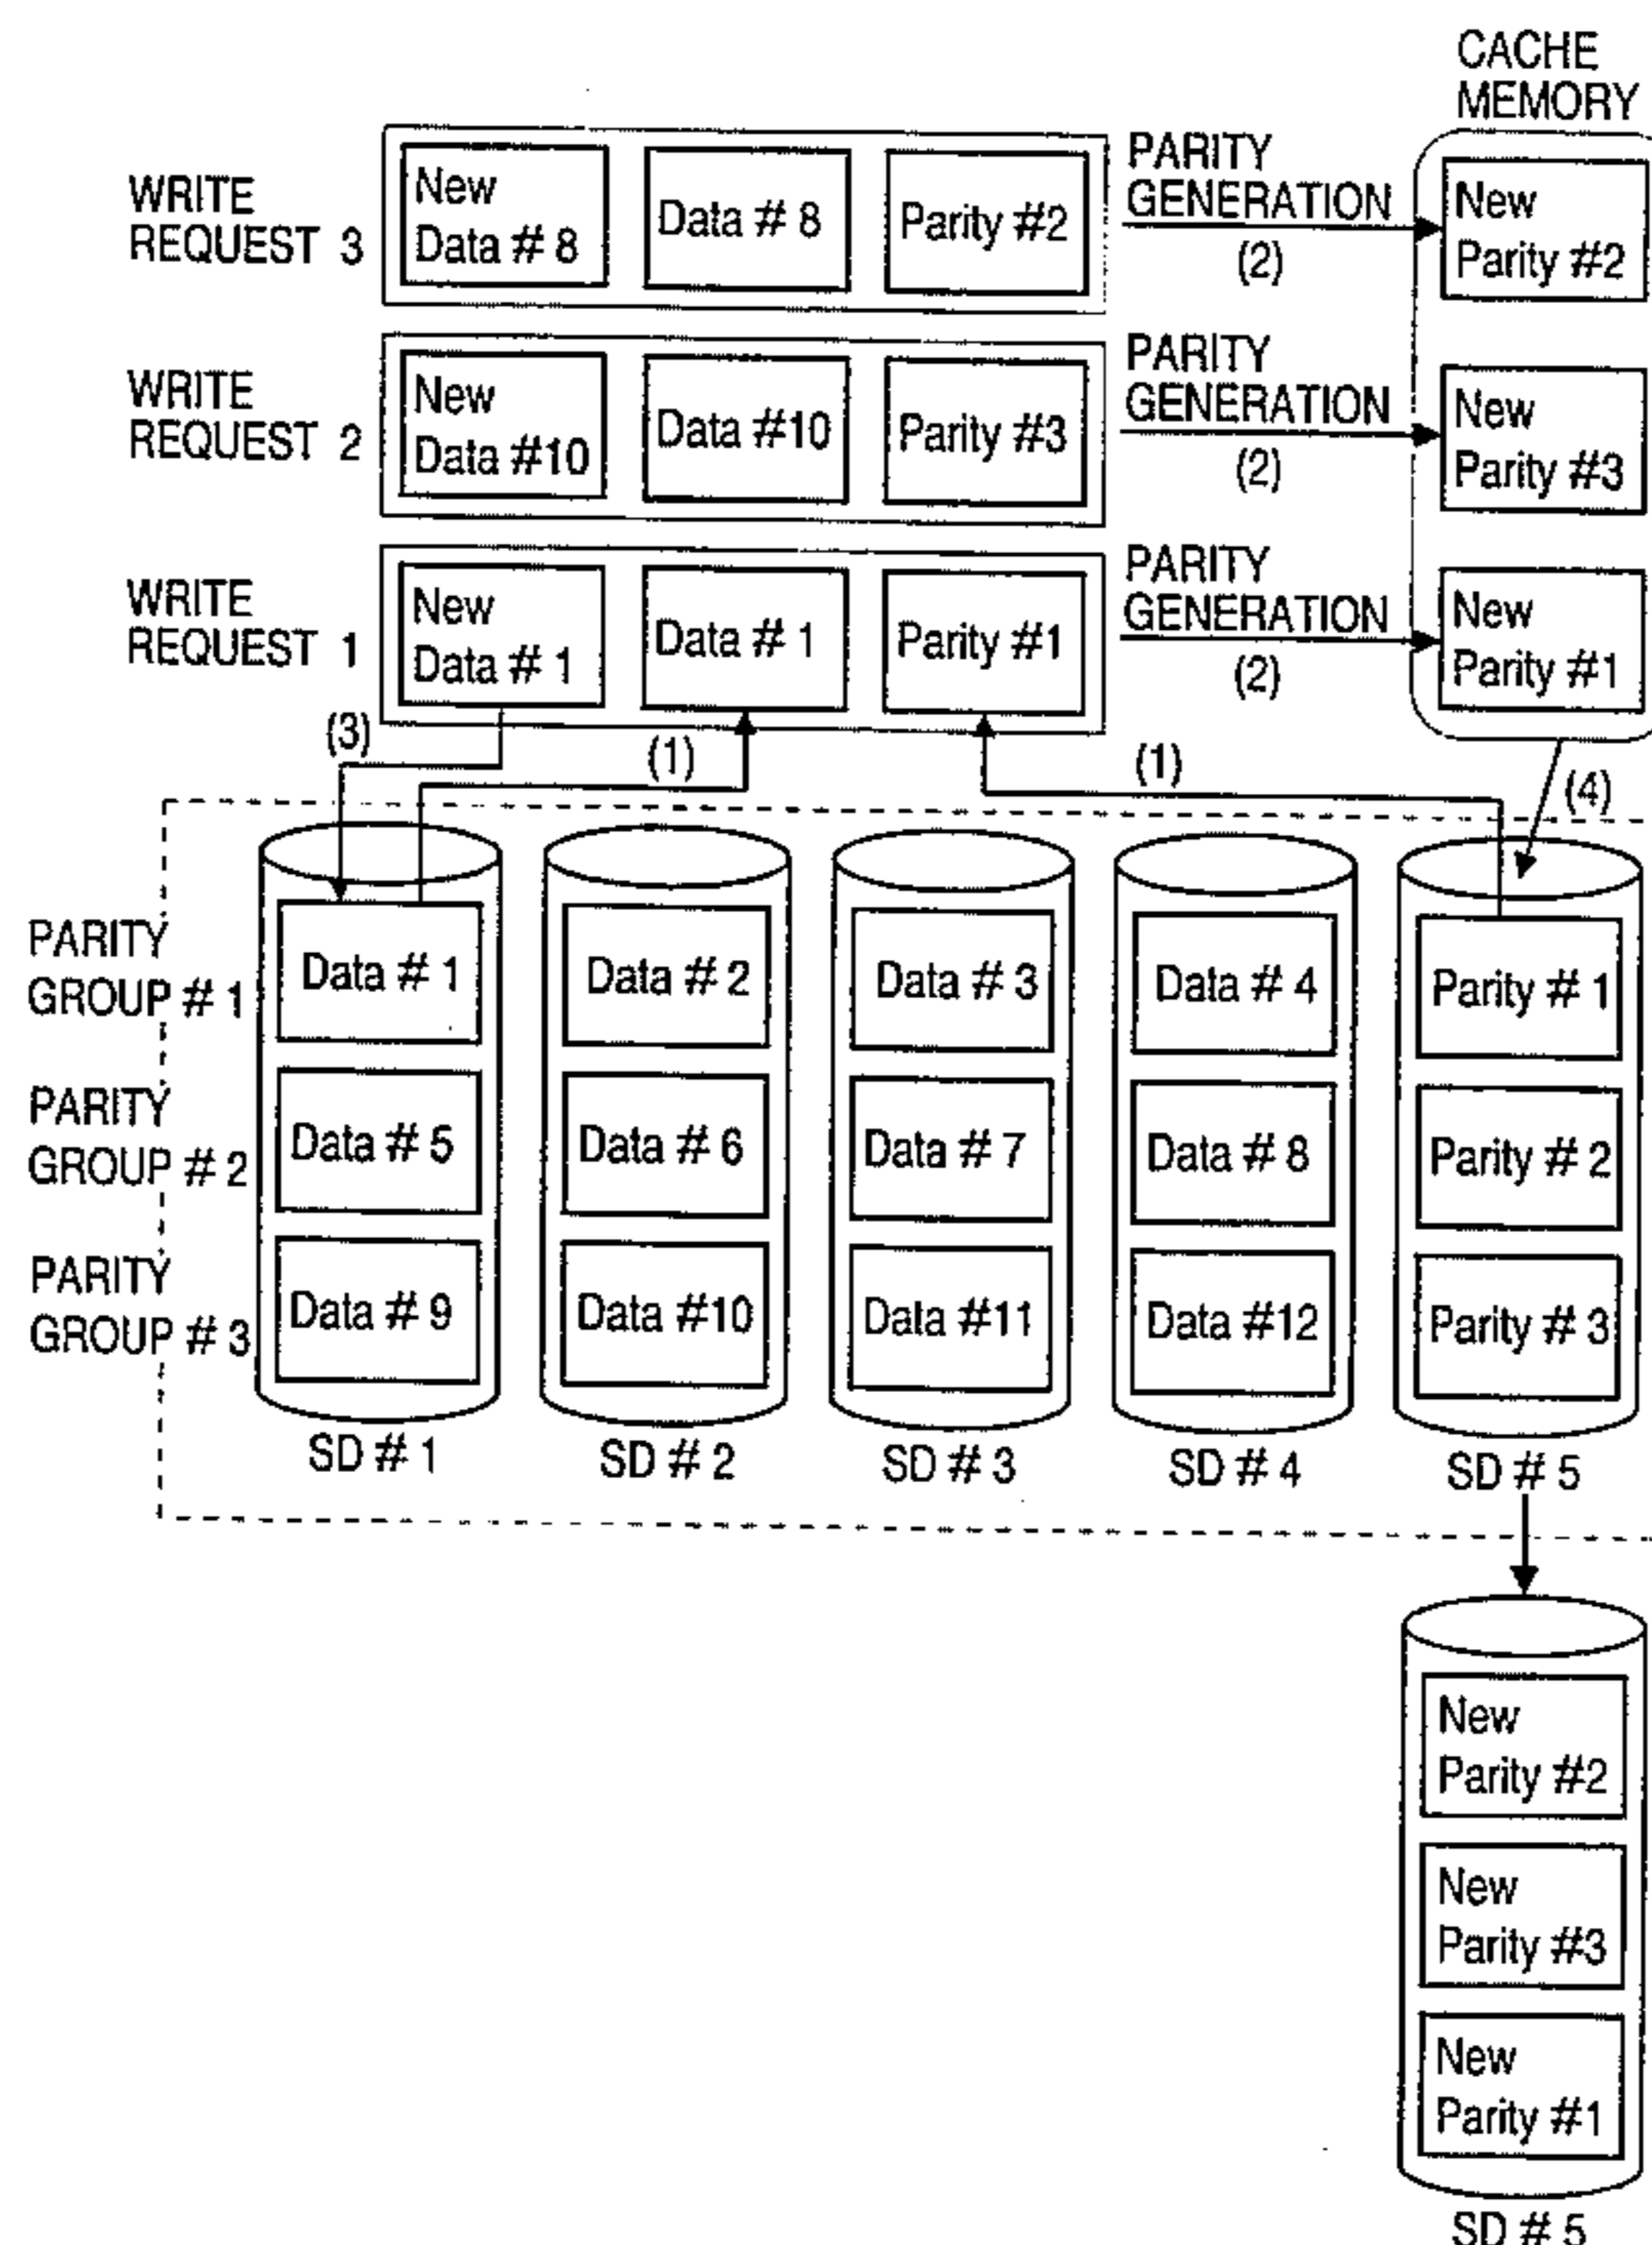 CACHE
MEMORY
WRITE
REQUEST 3
New
Data # 8
Data # 8
Parity #2
PARITY
GENERATION
(2)
New
Parity #2
WRITE
REQUEST 2
New
Data #10
Data #10
Parity #3
PARITY
GENERATION
(2)
New
Parity #3
WRITE
REQUEST 1
New
Data # 1
Data # 1
Parity #1
PARITY
GENERATION
(2)
New
Parity #1
(3)
(1)
(1)
(4)
PARITY
GROUP # 1
Data # 1
Data # 2
Data # 3
Data # 4
Parity # 1
PARITY
GROUP # 2
Data # 5
Data # 6
Data # 7
Data # 8
Parity # 2
PARITY
GROUP # 3
Data # 9
Data #10
Data #11
Data #12
Parity # 3
SD # 1
SD # 2
SD # 3
SD # 4
SD # 5
New
Parity #2
New
Parity #3
New
Parity #1
SD # 5